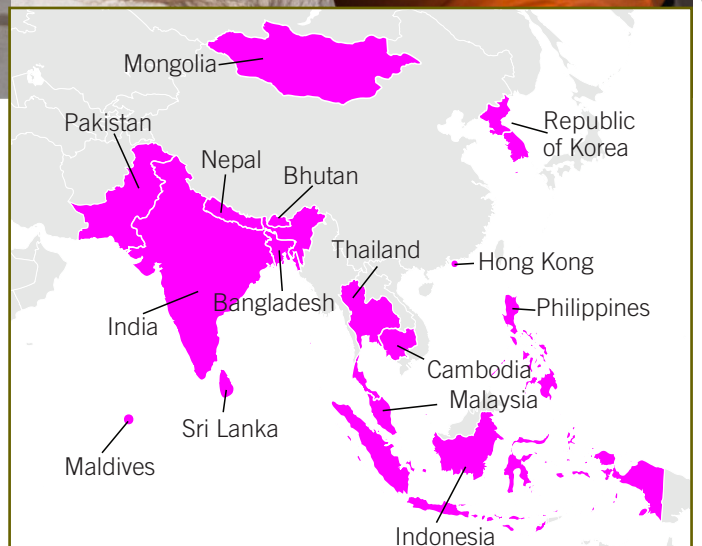 Mongolia
Pakistan
Republic
of Korea
Nepal
Bhutan
Thailand
Hong Kong
Bangladesh
Philippines
India
Cambodia
Malaysia
Sri Lanka
Maldives
Indonesia